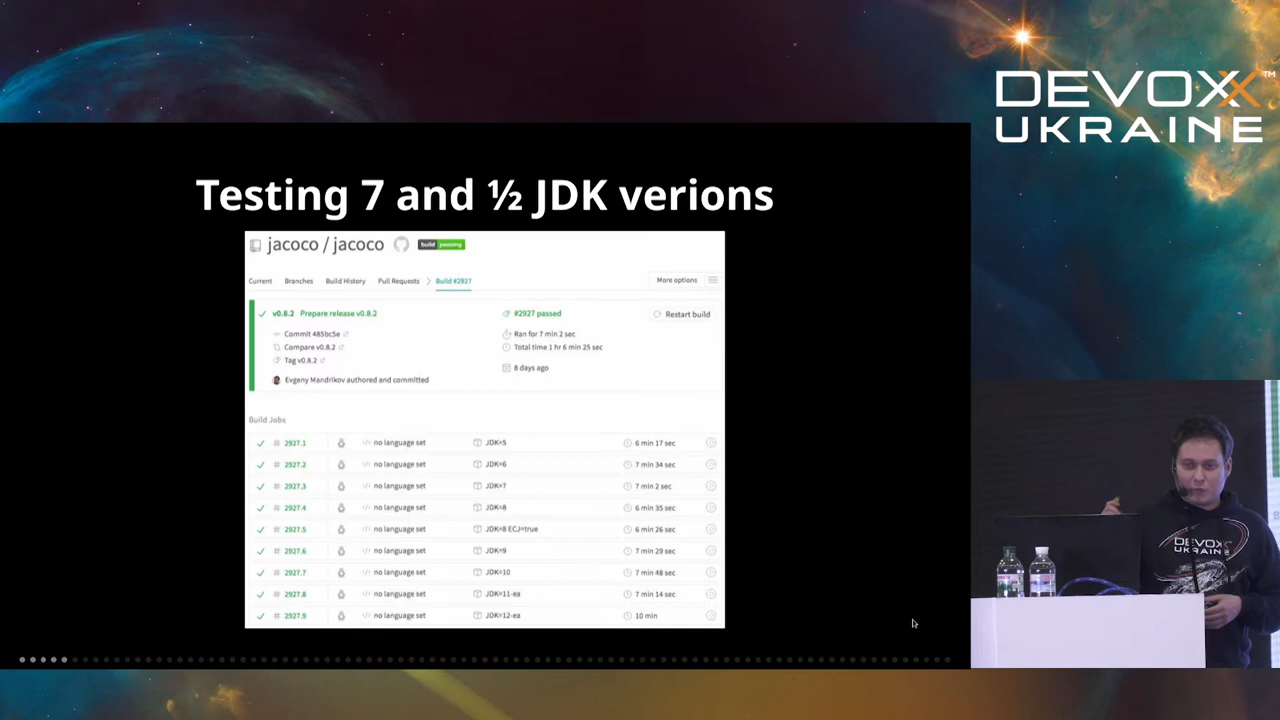 DEVOXX™
UKRAINE
Testing 7 and ½ JDK verions
jacoco / jacoco build passing
Current Branches Build History Pull Requests Build #2927 More options
v0.8.2 Prepare release v0.8.2 #2927 passed Restart build
Commit 485bc5e Ran for 7 min 2 sec
Compare v0.8.2 Total time 1 hr 6 min 25 sec
Tag v0.8.2
8 days ago
Evgeny Mandrikov authored and committed
Build Jobs
# 2927.1 no language set JDK=5 6 min 17 sec
# 2927.2 no language set JDK=6 7 min 34 sec
# 2927.3 no language set JDK=7 7 min 2 sec
# 2927.4 no language set JDK=8 6 min 35 sec
# 2927.5 no language set JDK=8 ECJ=true 6 min 26 sec
# 2927.6 no language set JDK=9 7 min 29 sec
# 2927.7 no language set JDK=10 7 min 48 sec
# 2927.8 no language set JDK=11-ea 7 min 14 sec
# 2927.9 no language set JDK=12-ea 10 min
DEVOXX
UKRAINE